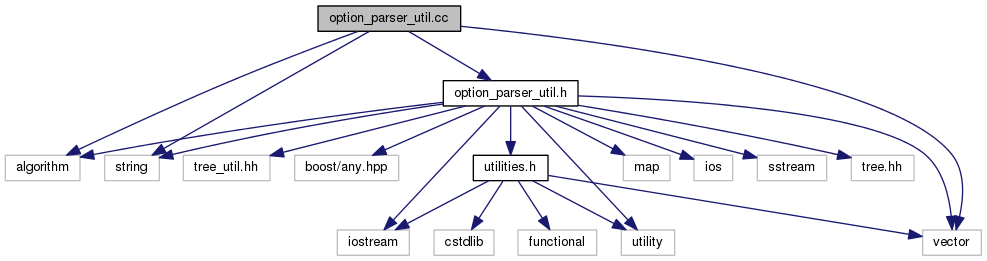 option_parser_util.cc
option_parser_util.h
algorithm
string
tree_util.hh
boost/any.hpp
utilities.h
map
ios
sstream
tree.hh
iostream
cstdlib
functional
utility
vector